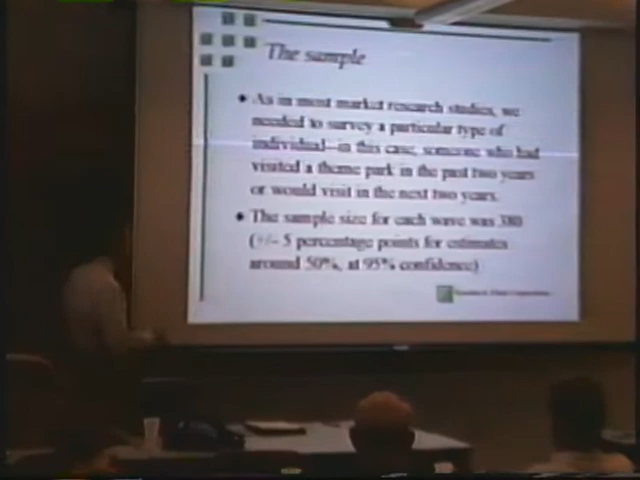 The sample
As in most market research studies, we
needed to survey a particular type of
individual--in this case, someone who had
visited a theme park in the past two years
or would visit in the next two years.
The sample size for each wave was 380
(+/- 5 percentage points for estimates
around 50%, at 95% confidence)